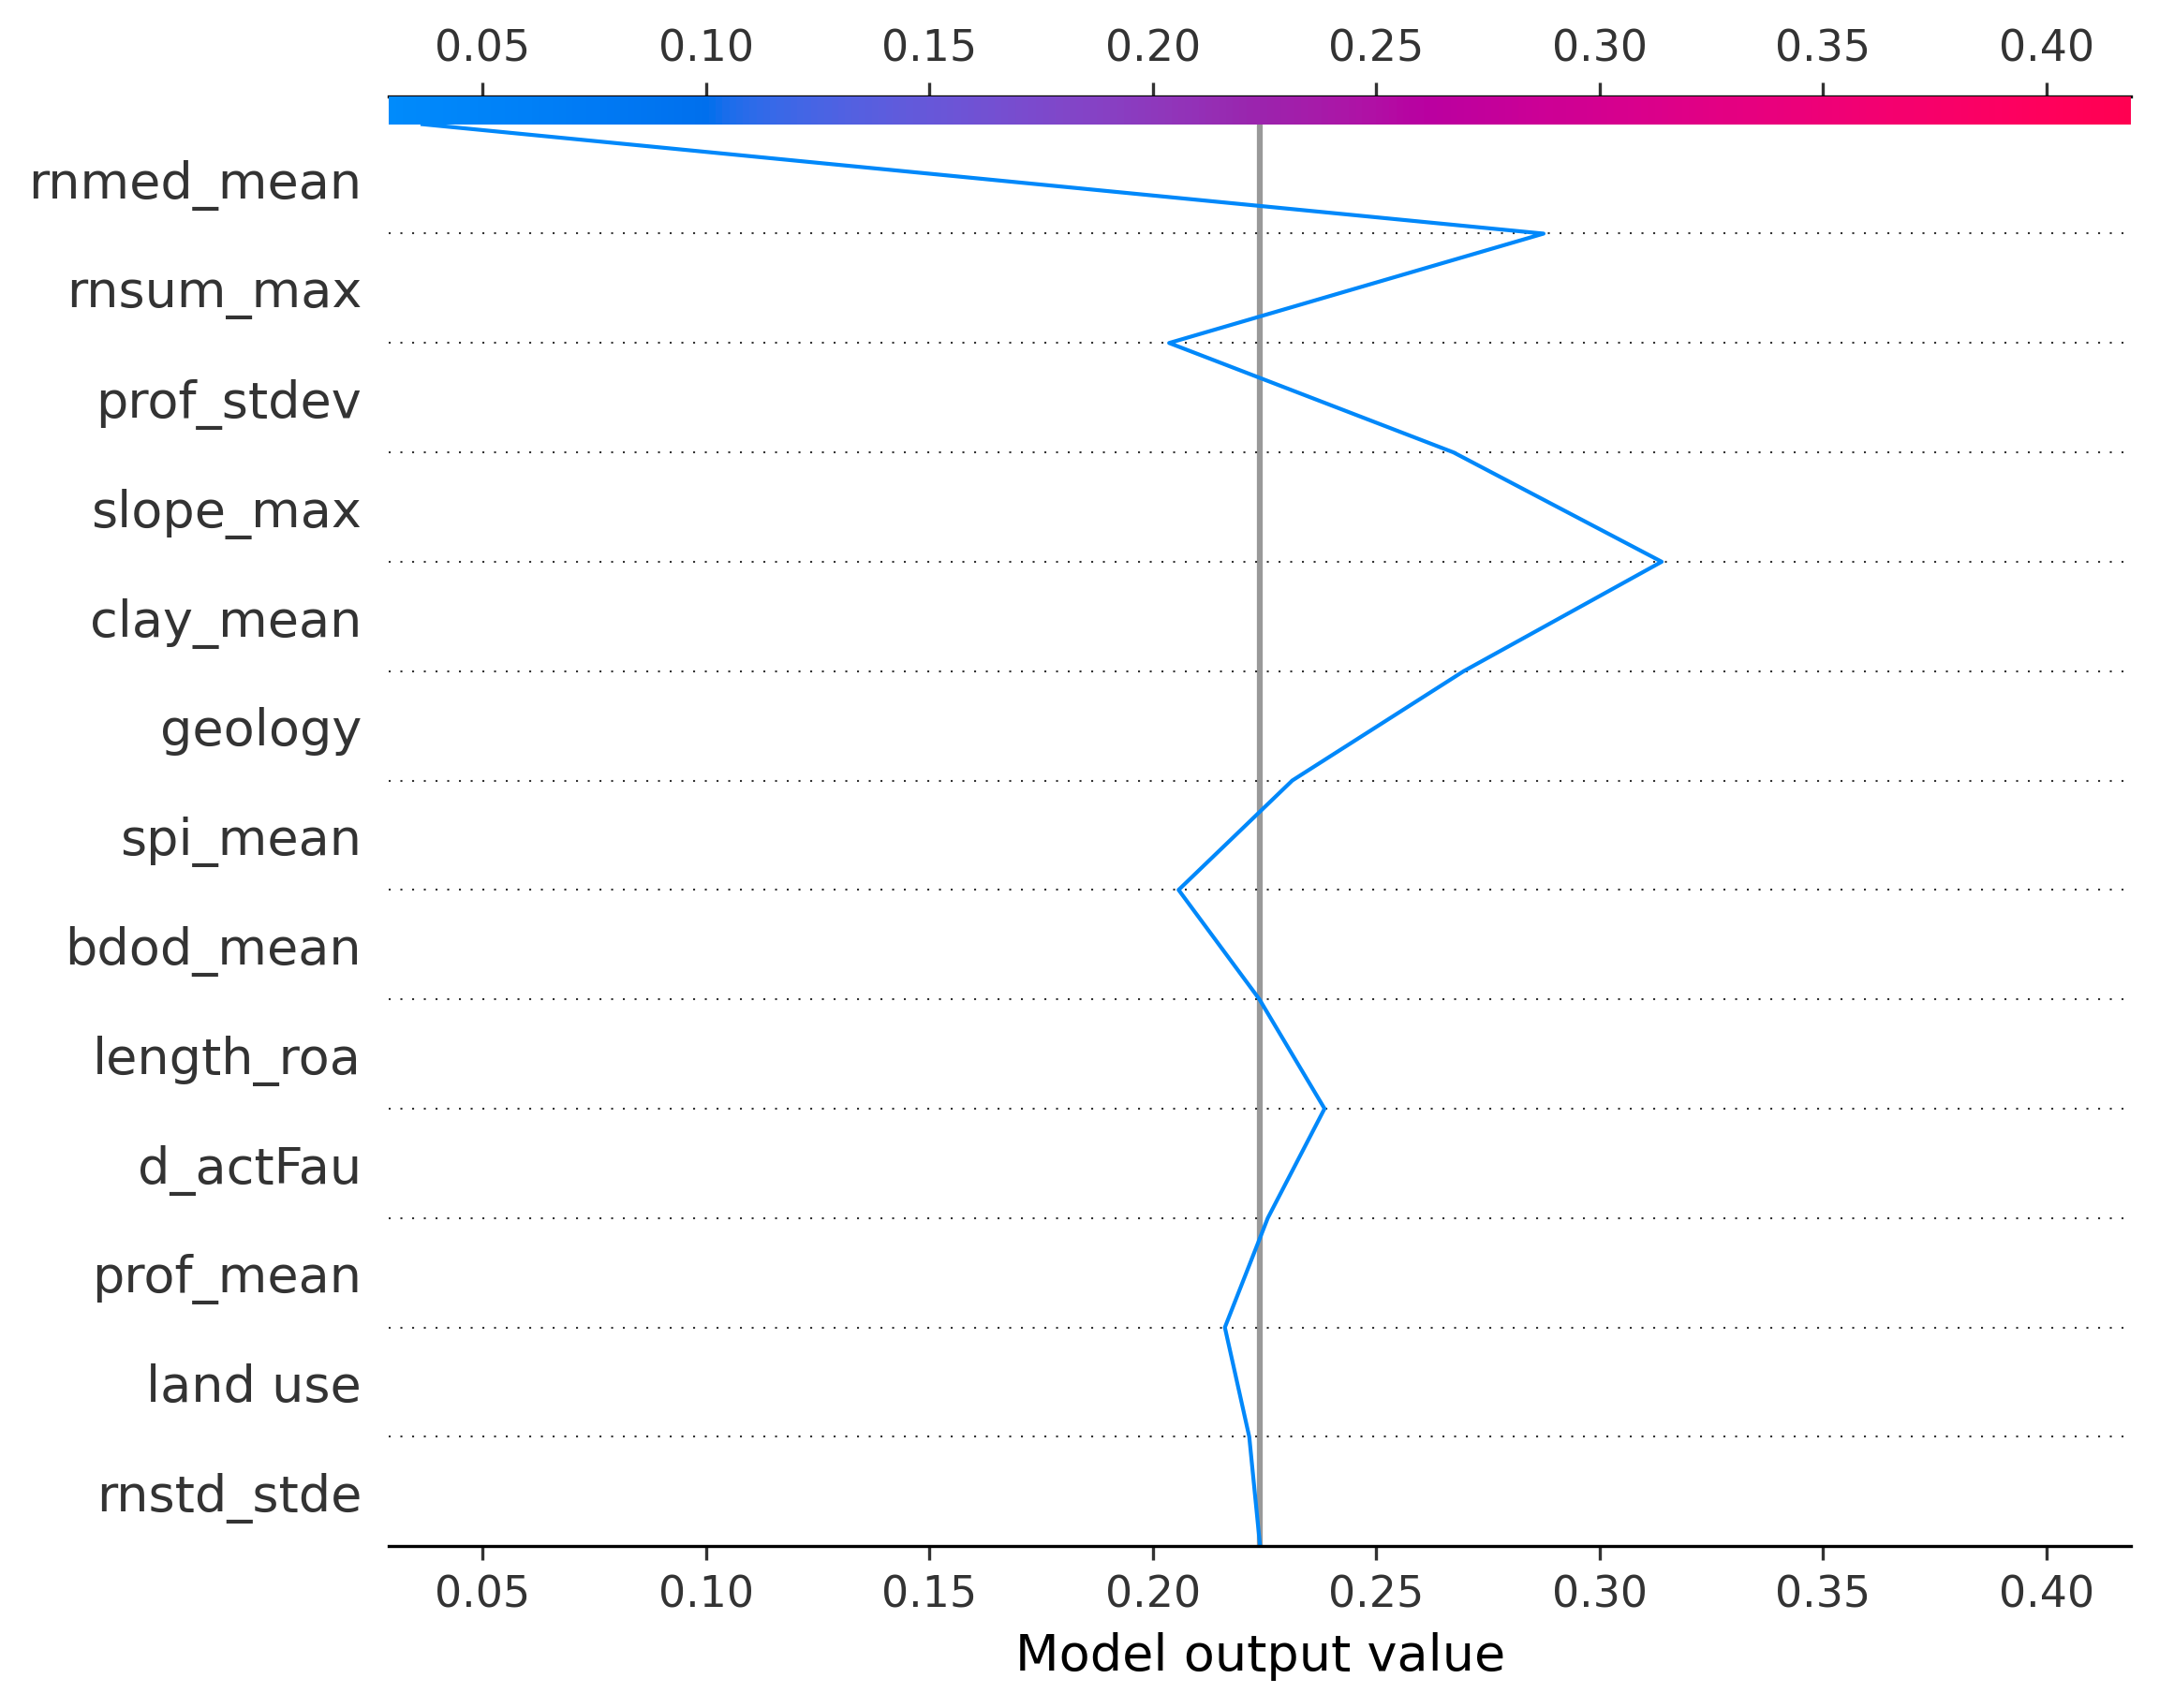 0.05 0.10 0.15 0.20 0.25 0.30 0.35 0.40
rnmed_mean
rnsum_max
prof_stdev
slope_max
clay_mean
geology
spi_mean
bdod_mean
length_roa
d_actFau
prof_mean
land use
rnstd_stde
0.05 0.10 0.15 0.20 0.25 0.30 0.35 0.40
Model output value